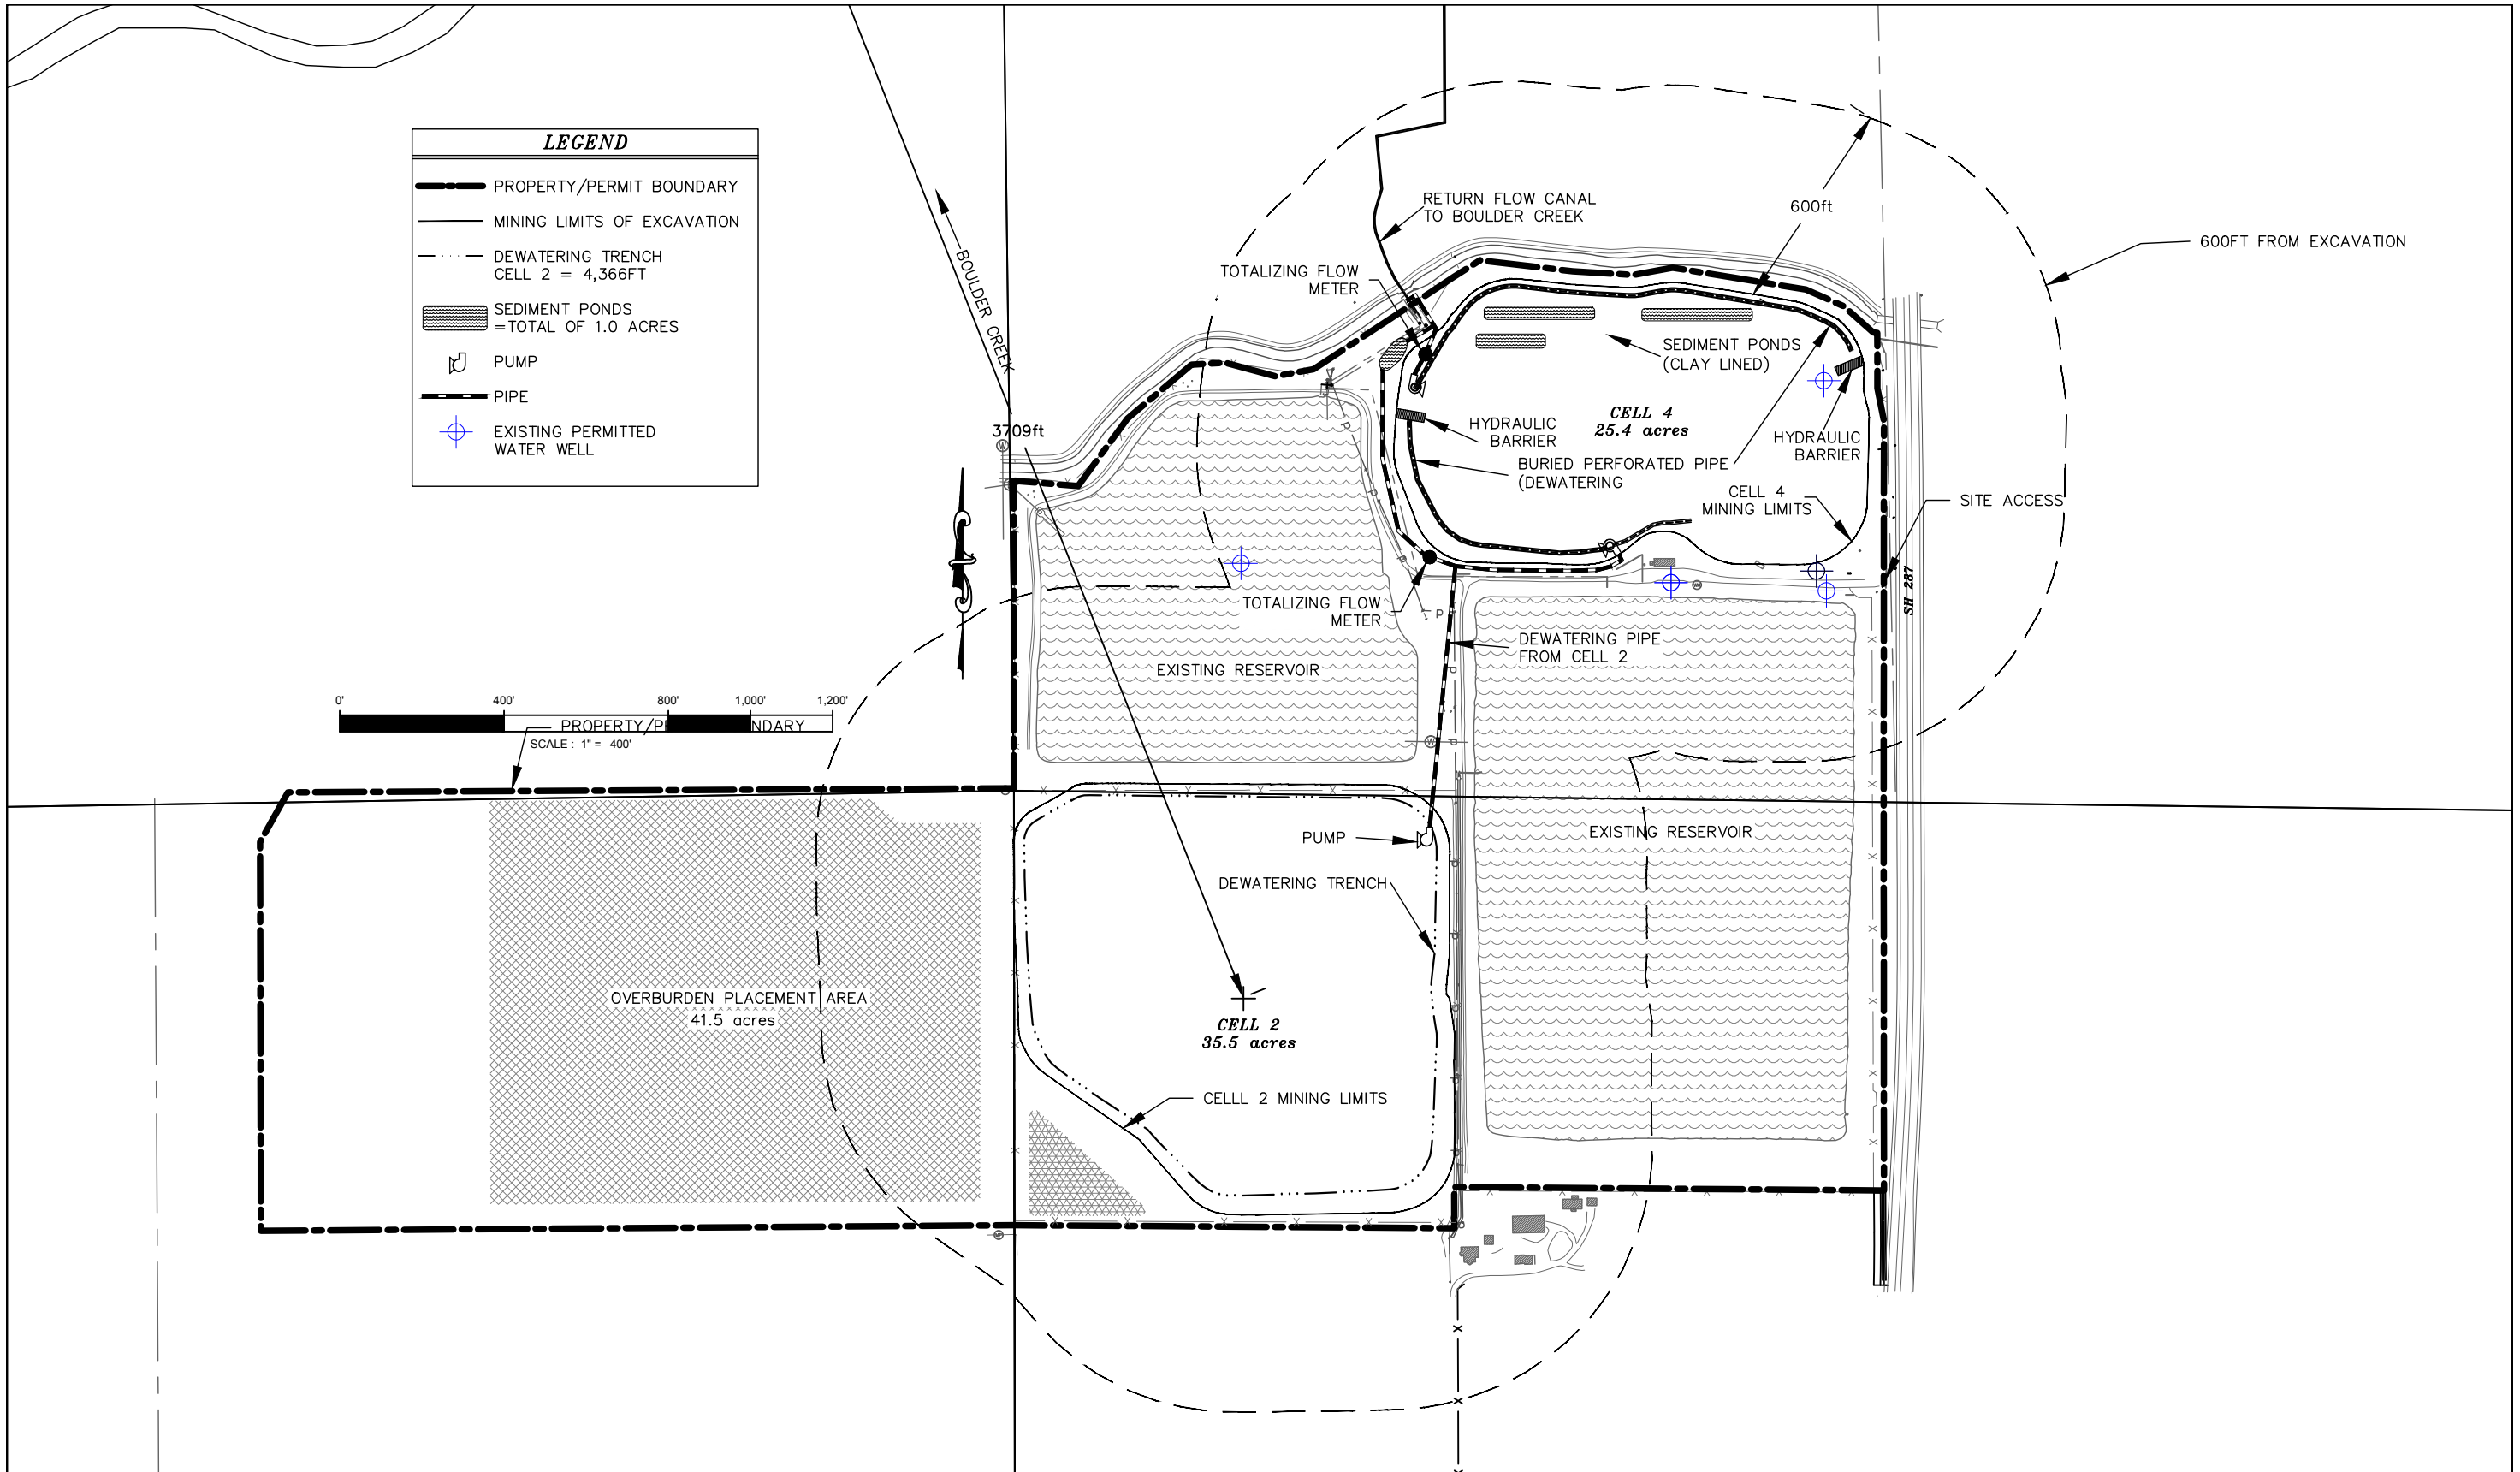 LEGEND
PROPERTY/PERMIT BOUNDARY
MINING LIMITS OF EXCAVATION
DEWATERING TRENCH
CELL 2 = 4,366FT
SEDIMENT PONDS
=TOTAL OF 1.0 ACRES
PUMP
PIPE
EXISTING PERMITTED
WATER WELL
BOULDER CREEK
3709ft
RETURN FLOW CANAL
TO BOULDER CREEK
600ft
600FT FROM EXCAVATION
TOTALIZING FLOW
METER
SEDIMENT PONDS
(CLAY LINED)
CELL 4
25.4 acres
HYDRAULIC
BARRIER
HYDRAULIC
BARRIER
BURIED PERFORATED PIPE
(DEWATERING
CELL 4
MINING LIMITS
SITE ACCESS
SH 287
TOTALIZING FLOW
METER
DEWATERING PIPE
FROM CELL 2
EXISTING RESERVOIR
0' 400' 800' 1,000' 1,200'
PROPERTY/PE NDARY
SCALE : 1" = 400'
EXISTING RESERVOIR
PUMP
DEWATERING TRENCH
OVERBURDEN PLACEMENT AREA
41.5 acres
CELL 2
35.5 acres
CELLL 2 MINING LIMITS